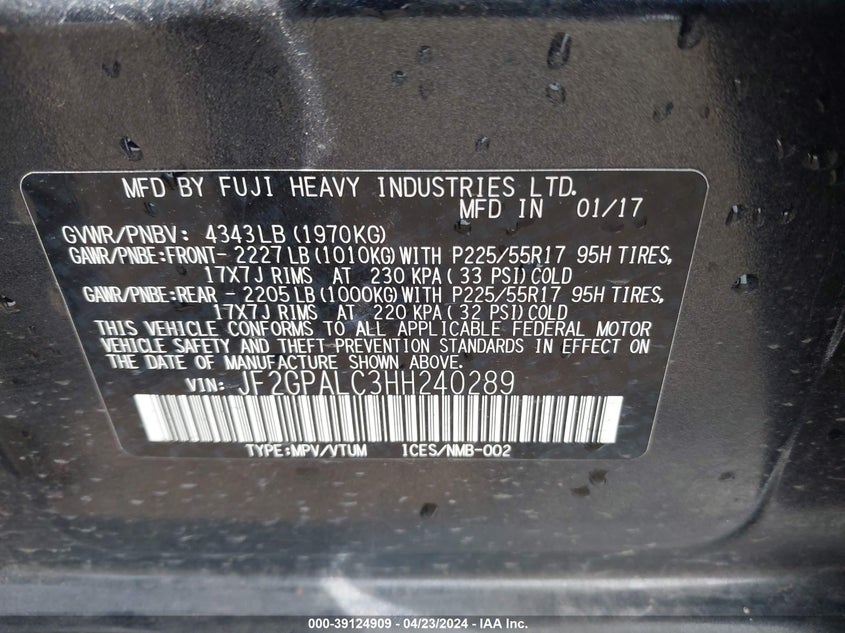 MFD BY FUJI HEAVY INDUSTRIES LTD.
MFD IN 01/17
GVWR/PNBV: 4343LB (1970KG)
GAWR/PNBE:FRONT- 2227LB (1010KG) WITH P225/55R17 95H TIRES,
17X7J RIMS AT 230 KPA ( 33 PSI) COLD
GAWR/PNBE:REAR - 2205LB (1000KG) WITH P225/55R17 95H TIRES,
17X7J RIMS AT 220 KPA ( 32 PSI) COLD
THIS VEHICLE CONFORMS TO ALL APPLICABLE FEDERAL MOTOR
VEHICLE SAFETY AND THEFT PREVENTION STANDARDS IN EFFECT ON
THE DATE OF MANUFACTURE SHOWN ABOVE.
VIN: JF2GPALC3HH240289
TYPE:MPV/VTUM ICES/NMB-002
000-39124909 - 04/23/2024 - IAA Inc.